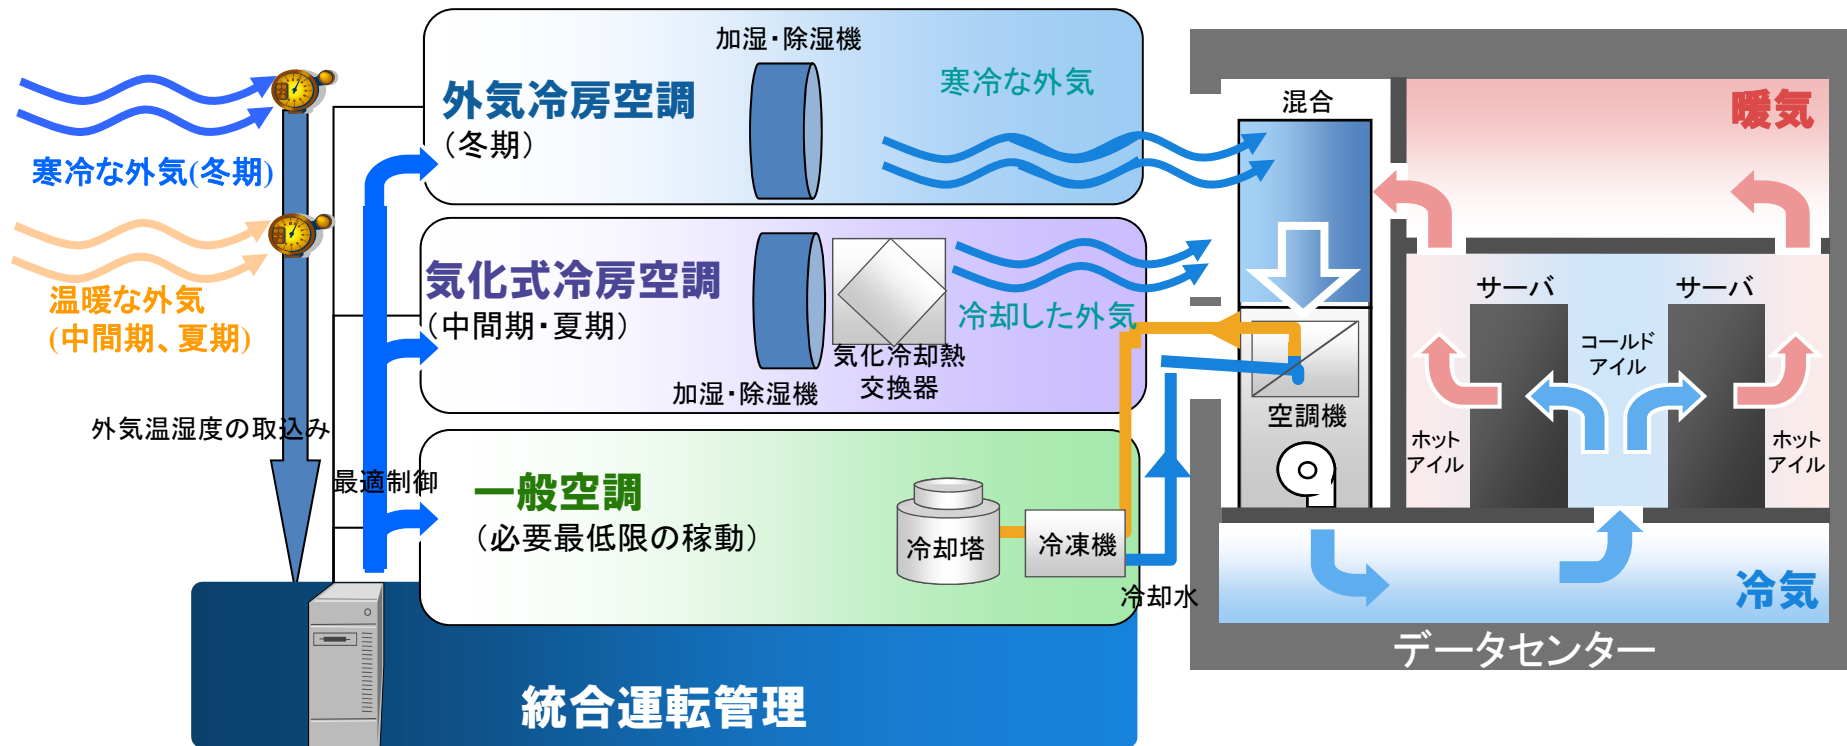 寒冷な外気(冬期)
温暖な外気
(中間期、夏期)
外気温湿度の取込み
最適制御
加湿・除湿機
外気冷房空調
(冬期)
寒冷な外気
気化式冷房空調
(中間期・夏期)
冷却した外気
気化冷却熱
交換器
加湿・除湿機
一般空調
(必要最低限の稼動)
冷却塔
冷凍機
冷却水
統合運転管理
混合
空調機
暖気
サーバ
サーバ
コールド
アイル
ホット
アイル
ホット
アイル
冷気
データセンター